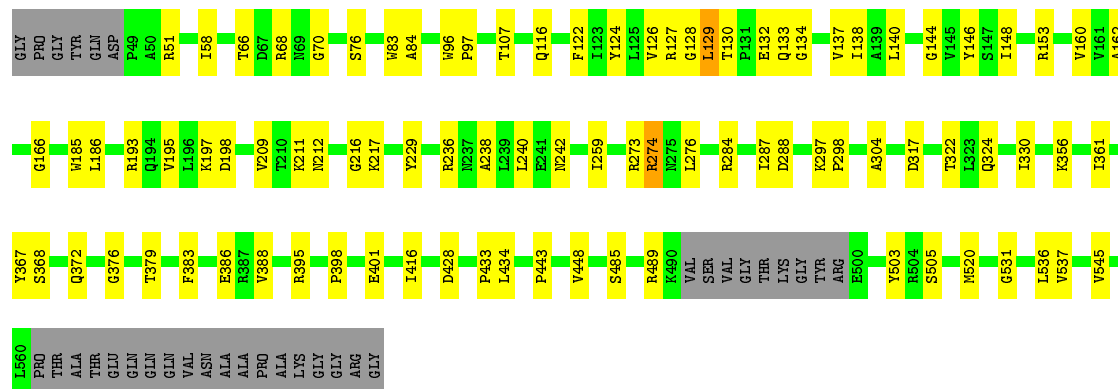 GLY PRO GLY TYR GLN ASP P49 A50 R51 I58 T66 D67 R68 N69 G70 S76 W83 A84 W96 P97 T107 Q116 F122 I123 Y124 L125 V126 R127 G128 L129 T130 P131 E132 Q133 G134 V137 I138 A139 L140 G144 V145 Y146 S147 I148 R153 V160 V161 A162
G166 W185 L186 R193 Q194 V195 L196 K197 D198 V209 T210 K211 N212 G216 K217 Y229 R236 N237 A238 L239 L240 E241 N242 I259 R273 R274 N275 L276 R284 I287 D288 K297 P298 A304 D317 T322 L323 Q324 I330 K356 I361
Y367 S368 Q372 G376 T379 F383 E386 R387 V388 R395 P398 E401 I416 D428 P433 L434 P443 V448 S485 R489 K490 VAL SER VAL GLY THR LYS GLY TYR ARG E500 Y503 R504 S505 M520 G531 L536 V537 V545
L560 PRO THR ALA THR GLU GLN GLN GLN VAL ASN ALA ALA PRO ALA LYS GLY GLY ARG GLY